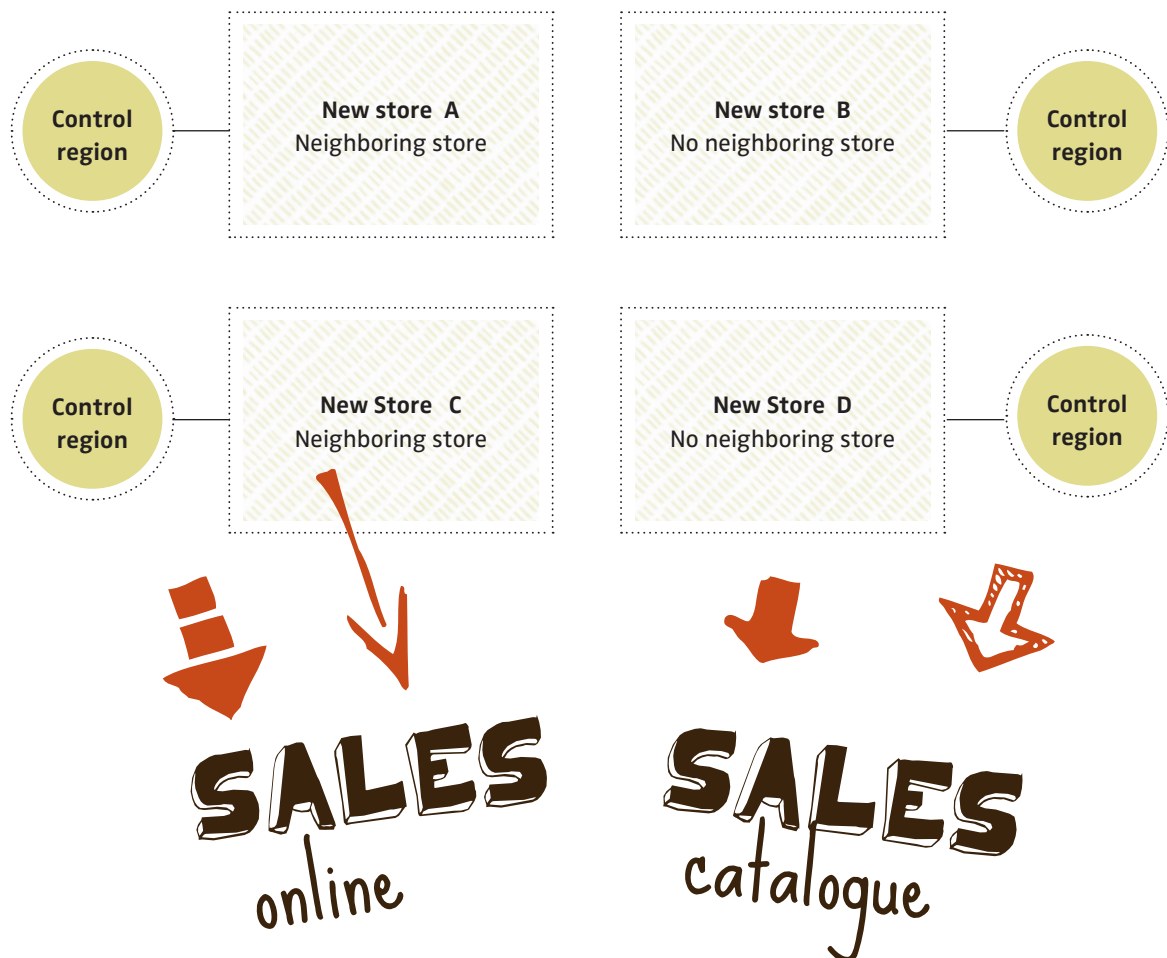 Control
region
New store A
Neighboring store
New store B
No neighboring store
Control
region
Control
region
New Store C
Neighboring store
New Store D
No neighboring store
Control
region
SALES
online
SALES
catalogue